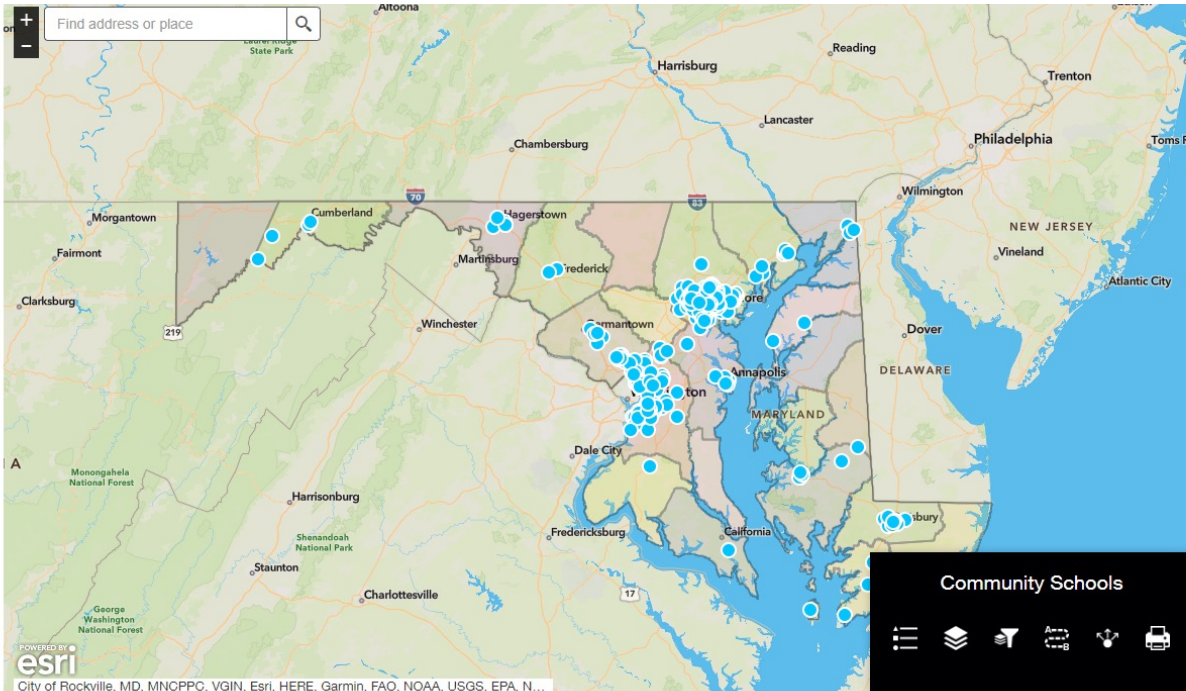 +
Find address or place
−
Altoona
Laurel Ridge
State Park
Reading
Harrisburg
Trenton
Lancaster
Philadelphia
Toms
Chambersburg
Wilmington
70
83
Morgantown
Cumberland
Hagerstown
NEW JERSEY
Fairmont
Martinsburg
Frederick
Vineland
Atlantic City
Clarksburg
219
Winchester
Germantown
Dover
Annapolis
DELAWARE
MARYLAND
Dale City
Monongahela
National Forest
Harrisonburg
Shenandoah
National Park
Fredericksburg
California
Staunton
Charlottesville
17
George
Washington
National Forest
Community Schools
A
B
POWERED BY
esri
City of Rockville, MD, MNCPPC, VGIN, Esri, HERE, Garmin, FAO, NOAA, USGS, EPA, N...